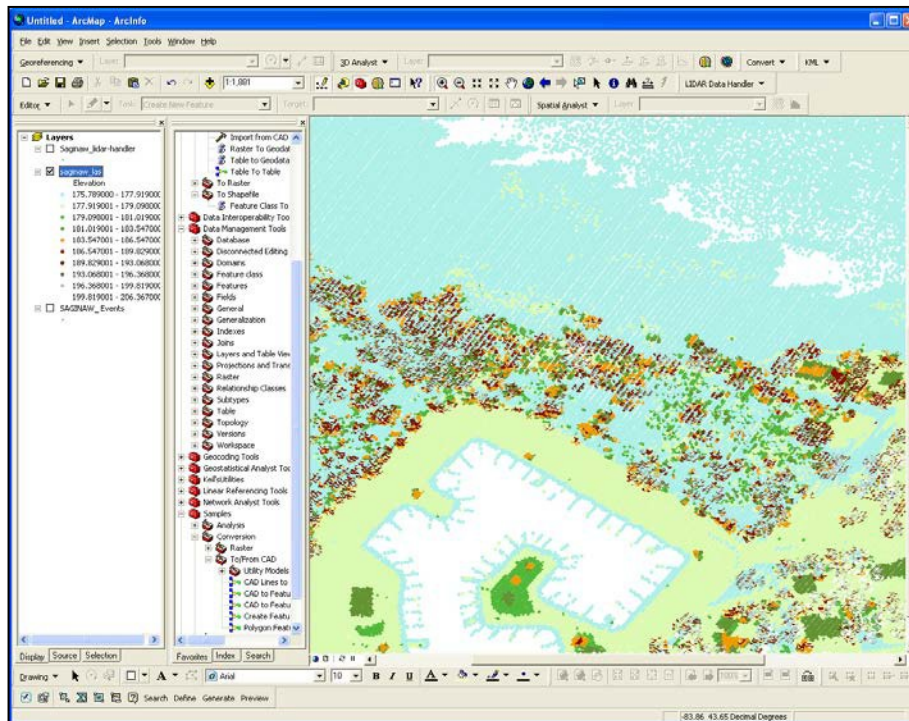 Untitled - ArcMap - ArcInfo
File Edit View Insert Selection Tools Window Help
Georeferencing Layer: 3D Analyst Layer: Convert KML
1:1,881 LIDAR Data Handler
Editor Task: Create New Feature Target: Spatial Analyst Layer:
Layers
Saginaw_lidar-handler
saginaw_las
Elevation
175.789000 - 177.919000
177.919001 - 179.098000
179.098001 - 181.019000
181.019001 - 183.547000
183.547001 - 186.547000
186.547001 - 189.829000
189.829001 - 193.068000
193.068001 - 196.368000
196.368001 - 199.819000
199.819001 - 206.367000
SAGINAW_Events
Import from CAD
Raster To Geodat
Table to Geodata
Table To Table
To Raster
To Shapefile
Feature Class To
Data Interoperability Too
Data Management Tools
Database
Disconnected Editing
Domains
Feature class
Features
Fields
General
Generalization
Indexes
Joins
Layers and Table View
Projections and Trans
Raster
Relationship Classes
Subtypes
Table
Topology
Versions
Workspace
Geocoding Tools
Geostatistical Analyst Too
Linear Referencing Tools
Network Analyst Tools
Samples
Analysis
Conversion
Raster
To/From CAD
Utility Models
CAD Lines to
CAD to Featu
CAD to Featu
Create Featu
Polygon Feat
Display Source Selection
Favorites Index Search
Drawing A Arial 10 B I U A
100%
Search Define Generate Preview
-83.86 43.65 Decimal Degrees